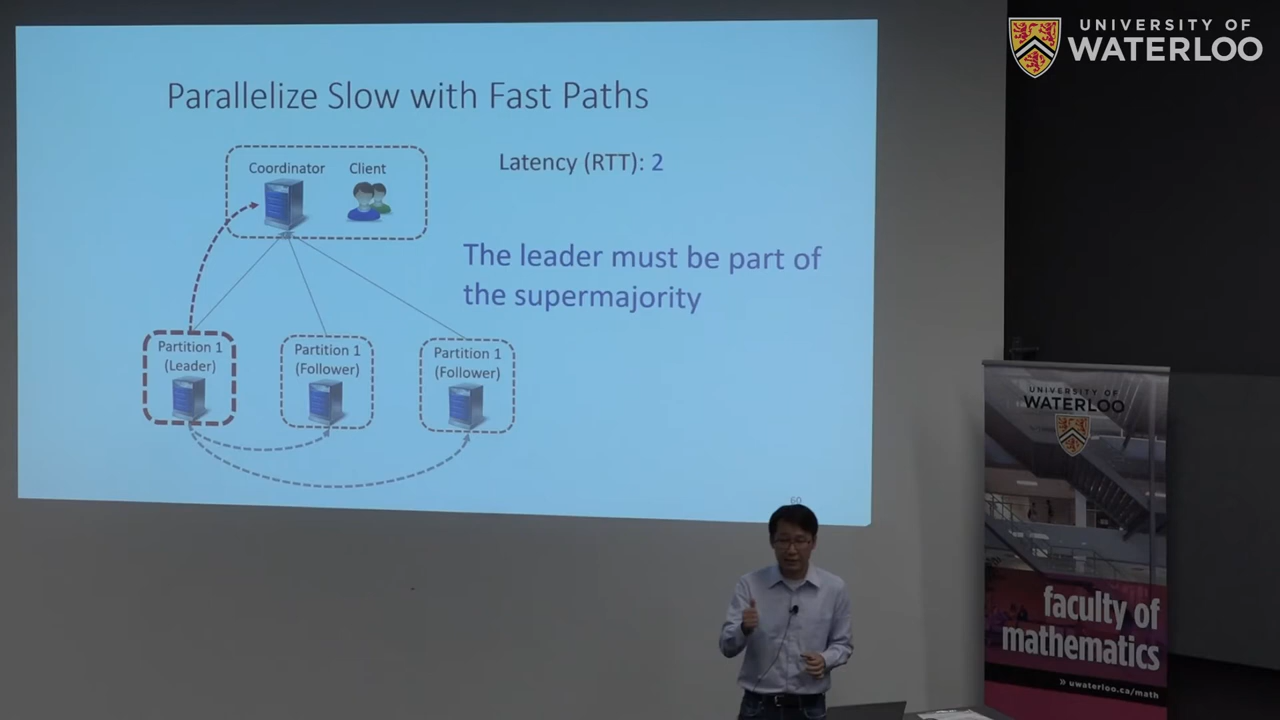 UNIVERSITY OF
WATERLOO
Parallelize Slow with Fast Paths
Coordinator
Client
Latency (RTT): 2
The leader must be part of
the supermajority
Partition 1
(Leader)
Partition 1
(Follower)
Partition 1
(Follower)
60
UNIVERSITY OF
WATERLOO
faculty of
mathematics
» uwaterloo.ca/math